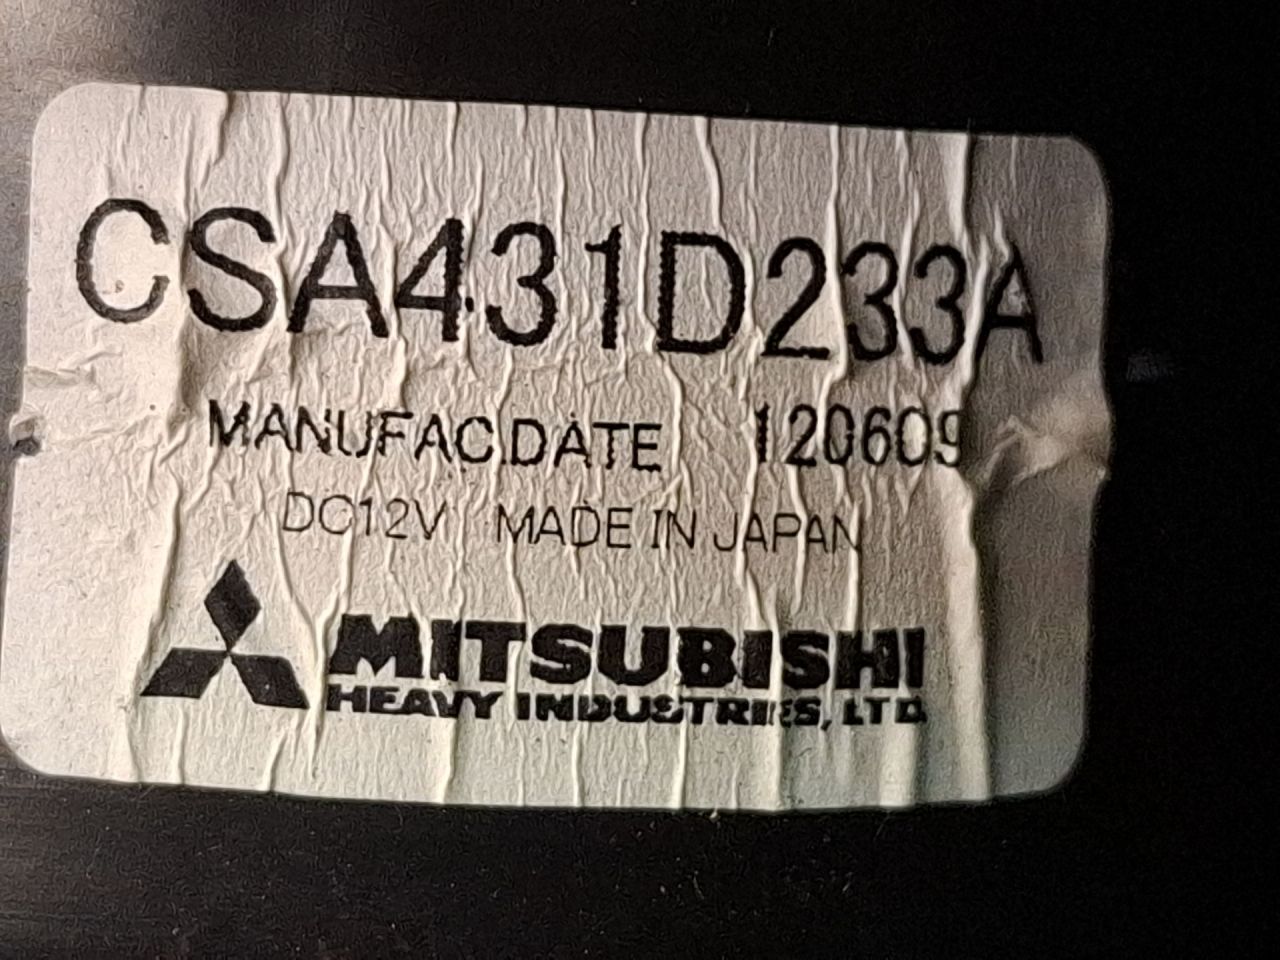 CSA431D233A
MANUFAC.DATE 120609
DC12V MADE IN JAPAN
MITSUBISHI
HEAVY INDUSTRIES, LTD.